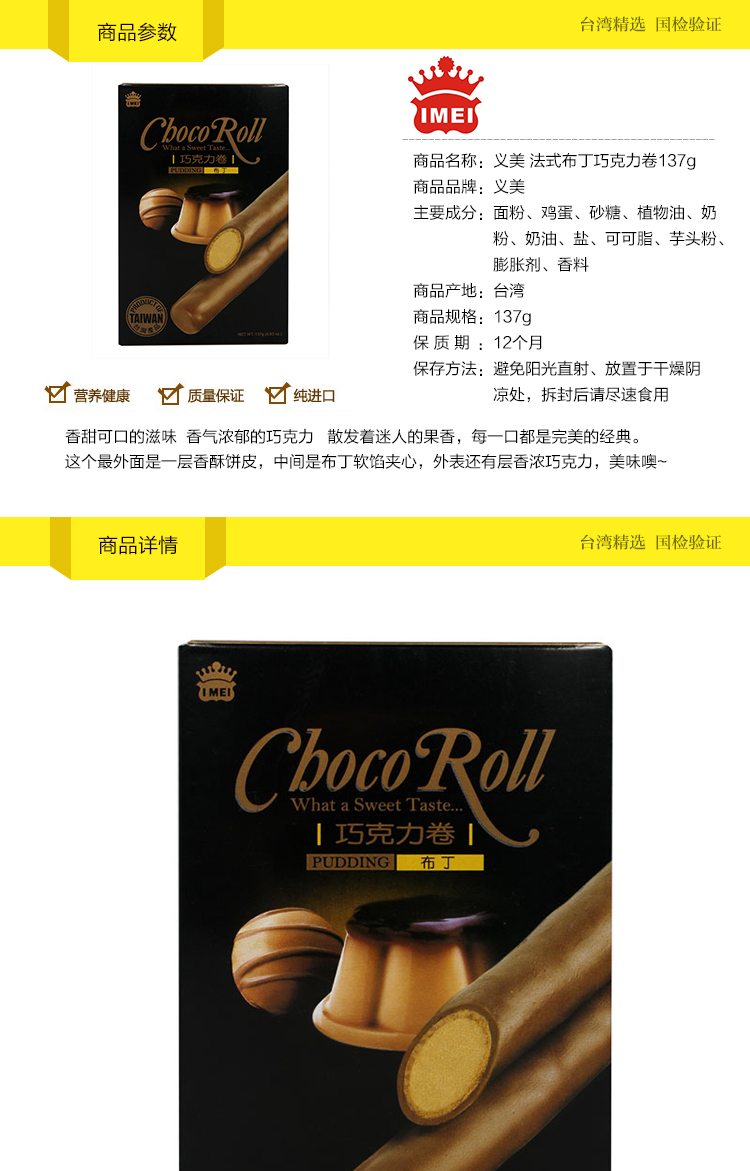 商品参数
台湾精选 国检验证
IMEI
Choco Roll
What a Sweet Taste...
巧克力卷
PUDDING 布丁
PRODUCT OF
TAIWAN
IMEI
商品名称：义美 法式布丁巧克力卷137g
商品品牌：义美
主要成分：面粉、鸡蛋、砂糖、植物油、奶
粉、奶油、盐、可可脂、芋头粉、
膨胀剂、香料
商品产地：台湾
商品规格：137g
保 质 期 ：12个月
保存方法：避免阳光直射、放置于干燥阴
凉处，拆封后请尽速食用
营养健康 质量保证 纯进口
香甜可口的滋味 香气浓郁的巧克力 散发着迷人的果香，每一口都是完美的经典。
这个最外面是一层香酥饼皮，中间是布丁软馅夹心，外表还有层香浓巧克力，美味噢~
商品详情
台湾精选 国检验证
IMEI
Choco Roll
What a Sweet Taste...
巧克力卷
PUDDING 布丁